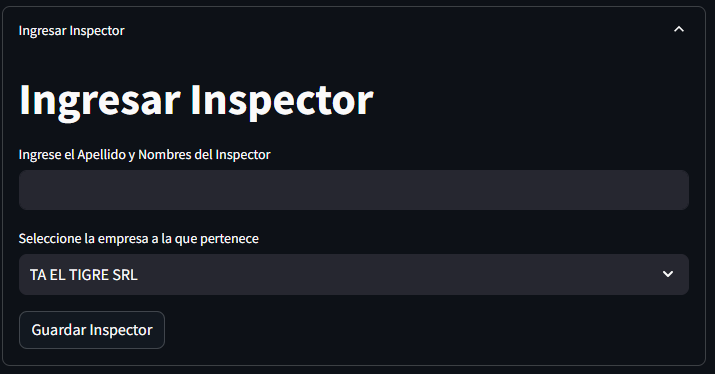 Ingresar Inspector
Ingresar Inspector
Ingrese el Apellido y Nombres del Inspector
Seleccione la empresa a la que pertenece
TA EL TIGRE SRL
Guardar Inspector